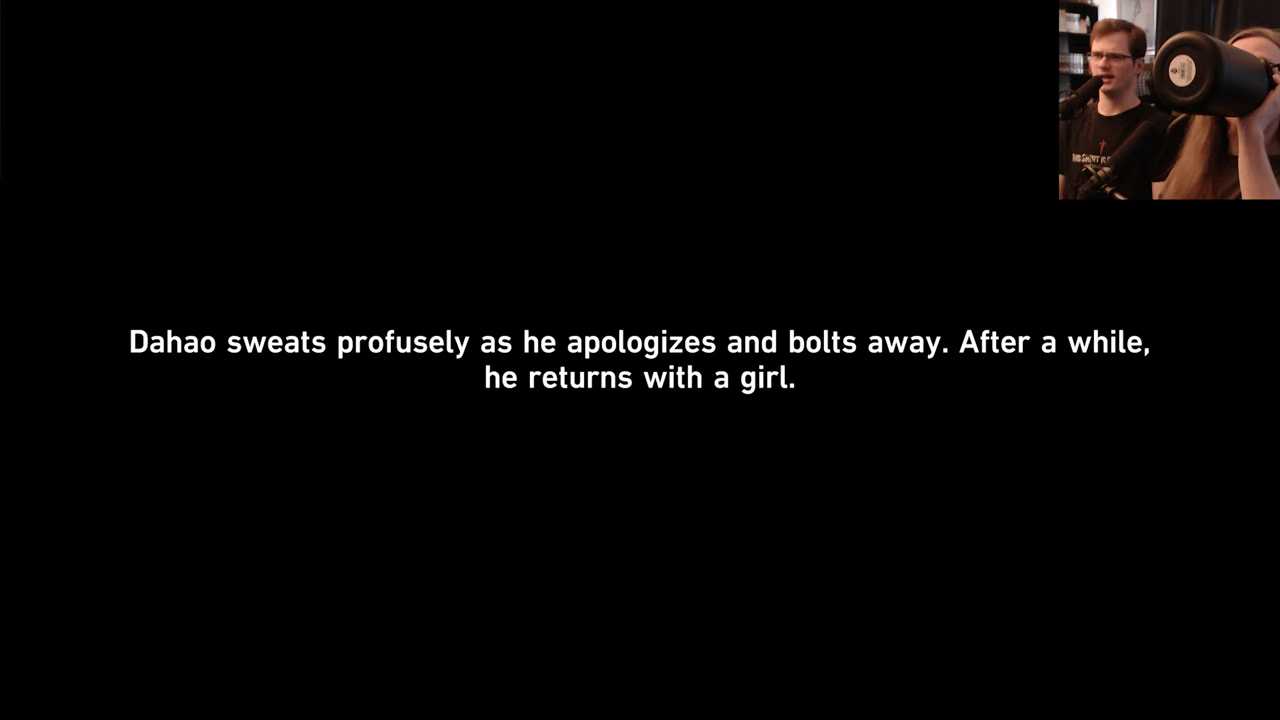 Dahao sweats profusely as he apologizes and bolts away. After a while,
he returns with a girl.